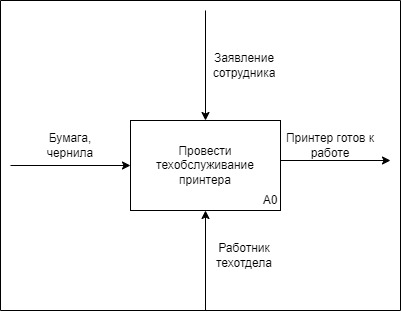 Заявление
сотрудника
Бумага,
чернила
Провести
техобслуживание
принтера
A0
Принтер готов к
работе
Работник
техотдела